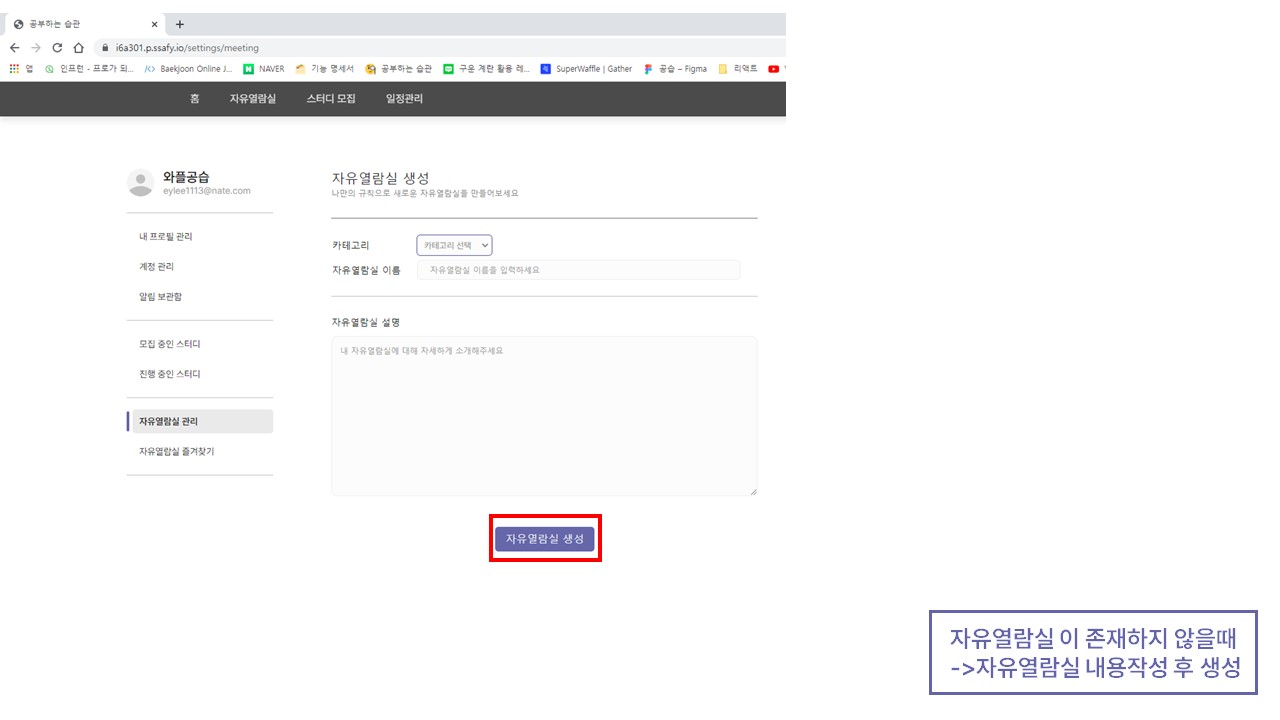 공부하는 습관
i6a301.p.ssafy.io/settings/meeting
앱 인프런 - 프로가 되... Baekjoon Online J... NAVER 기능 명세서 공부하는 습관 구운 계란 활용 레... SuperWaffle | Gather 공습 – Figma 리액트
홈 자유열람실 스터디 모집 일정관리
와플공습
eylee1113@nate.com
내 프로필 관리
계정 관리
알림 보관함
모집 중인 스터디
진행 중인 스터디
자유열람실 관리
자유열람실 즐겨찾기
자유열람실 생성
나만의 규칙으로 새로운 자유열람실을 만들어보세요
카테고리 카테고리 선택
자유열람실 이름 자유열람실 이름을 입력하세요
자유열람실 설명
내 자유열람실에 대해 자세하게 소개해주세요
자유열람실 생성
자유열람실 이 존재하지 않을때
->자유열람실 내용작성 후 생성